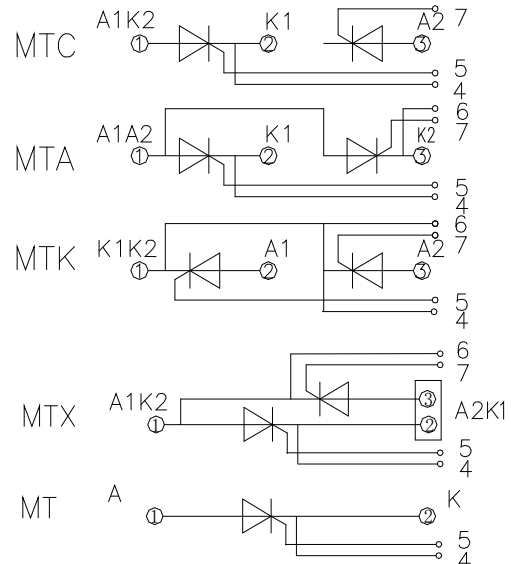 A1K2 K1 A2 7
MTC 1 2 3
5
4
6
A1A2 K1 K2 7
MTA 1 2 3
5
4
6
K1K2 A1 A2 7
MTK 1 2 3
5
4
6
7
A1K2 3
MTX 1 2 A2K1
5
4
A K
MT 1 2
5
4